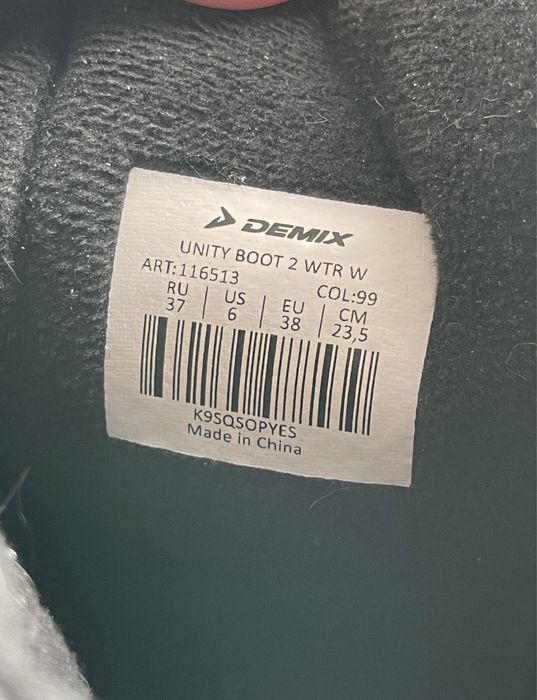 DEMIX
UNITY BOOT 2 WTR W
ART:116513 COL:99
RU US EU CM
37 6 38 23,5
K9SQSOPYES
Made in China